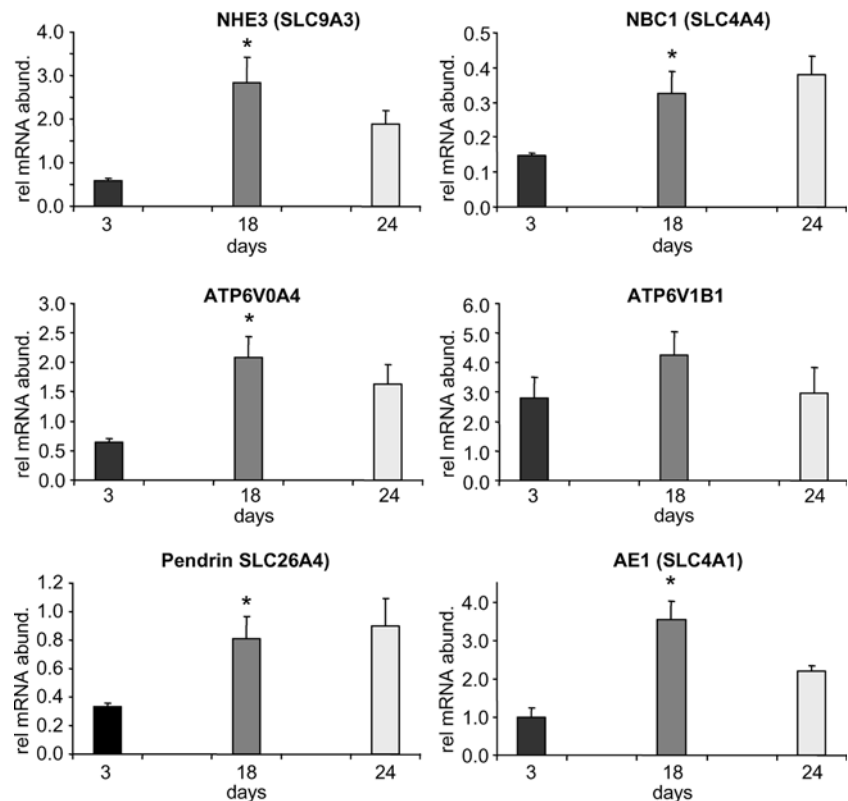 NHE3 (SLC9A3)
*
rel mRNA abund.
4.0
3.0
2.0
1.0
0.0
3 18 24
days
NBC1 (SLC4A4)
*
rel mRNA abund.
0.5
0.4
0.3
0.2
0.1
0.0
3 18 24
days
ATP6V0A4
*
rel mRNA abund.
3.0
2.5
2.0
1.5
1.0
0.5
0.0
3 18 24
days
ATP6V1B1
rel mRNA abund.
6.0
5.0
4.0
3.0
2.0
1.0
0.0
3 18 24
days
Pendrin SLC26A4)
*
rel mRNA abund.
1.2
1.0
0.8
0.6
0.4
0.2
0.0
3 18 24
days
AE1 (SLC4A1)
*
rel mRNA abund.
4.0
3.0
2.0
1.0
0.0
3 18 24
days